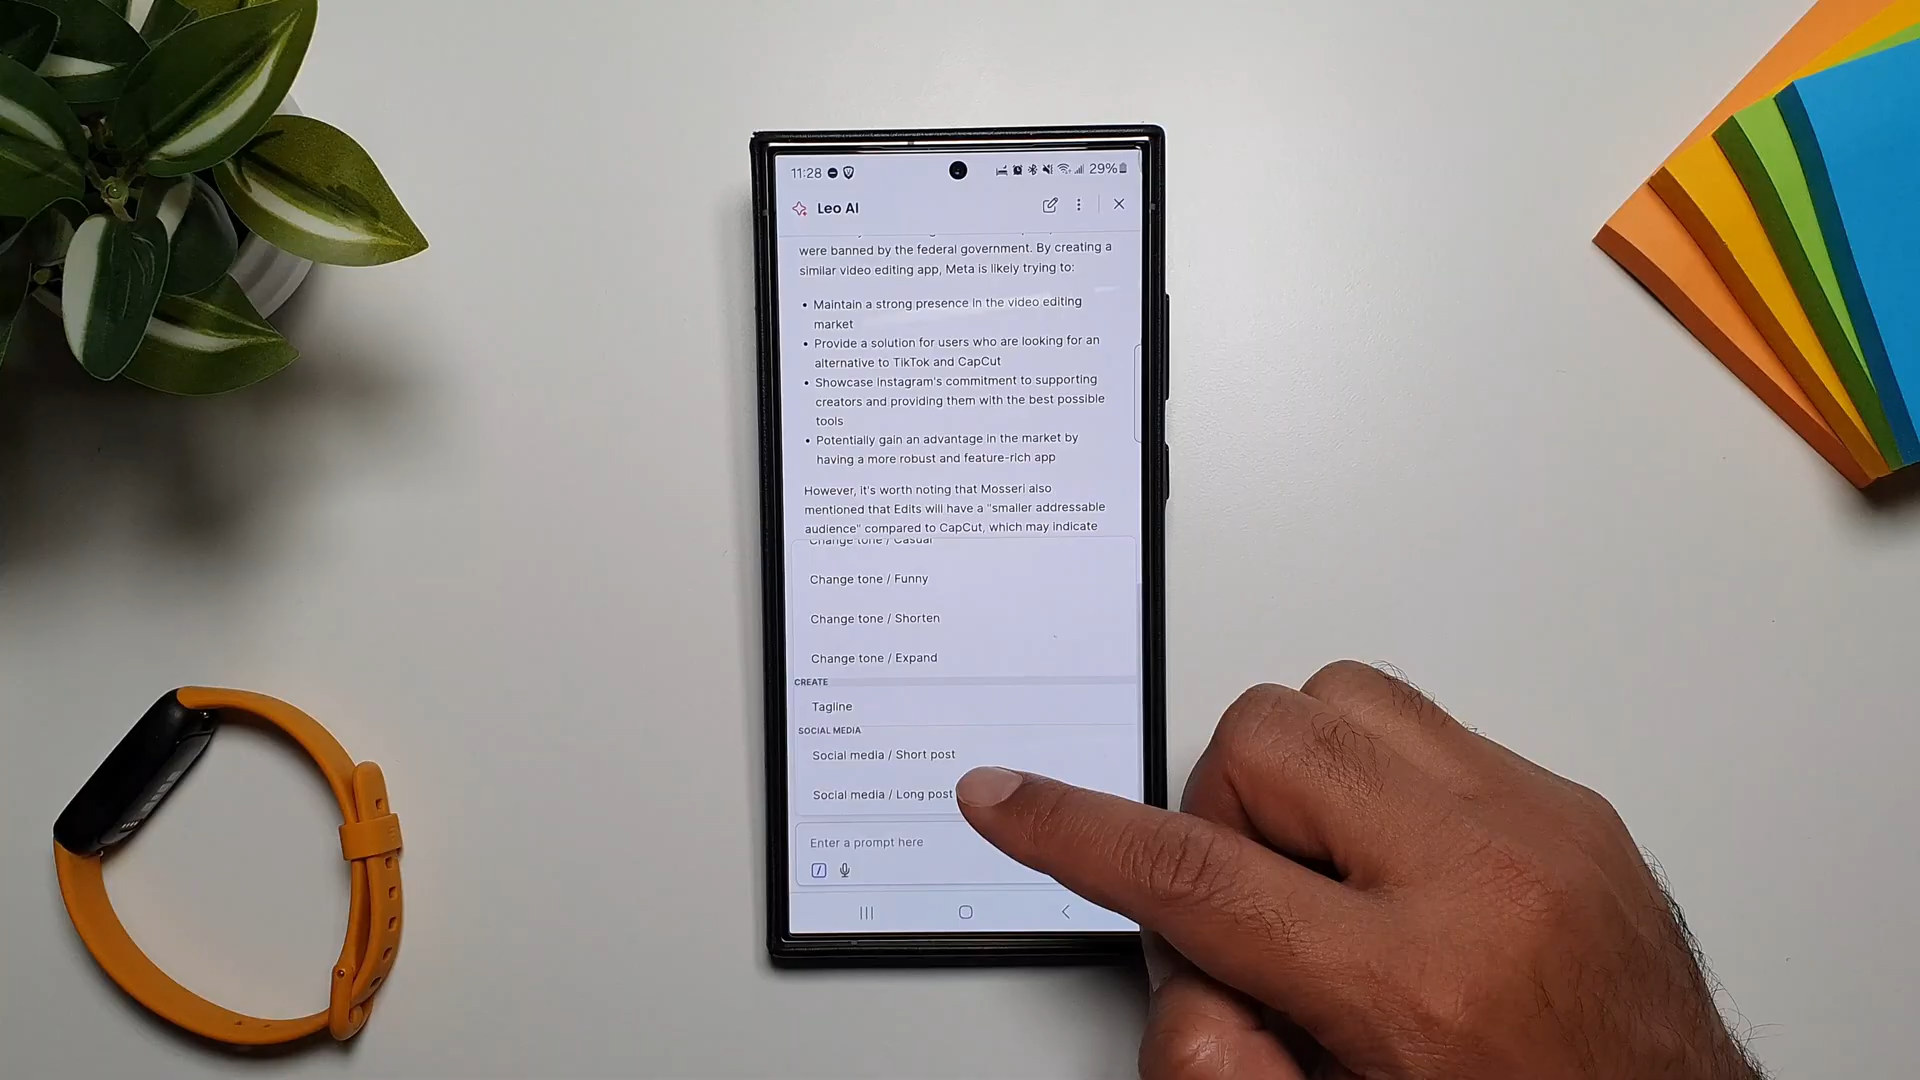 11:28
29%
Leo AI
were banned by the federal government. By creating a
similar video editing app, Meta is likely trying to:
• Maintain a strong presence in the video editing
market
• Provide a solution for users who are looking for an
alternative to TikTok and CapCut
• Showcase Instagram's commitment to supporting
creators and providing them with the best possible
tools
• Potentially gain an advantage in the market by
having a more robust and feature-rich app
However, it's worth noting that Mosseri also
mentioned that Edits will have a "smaller addressable
audience" compared to CapCut, which may indicate
Change tone / Casual
Change tone / Funny
Change tone / Shorten
Change tone / Expand
CREATE
Tagline
SOCIAL MEDIA
Social media / Short post
Social media / Long post
Enter a prompt here